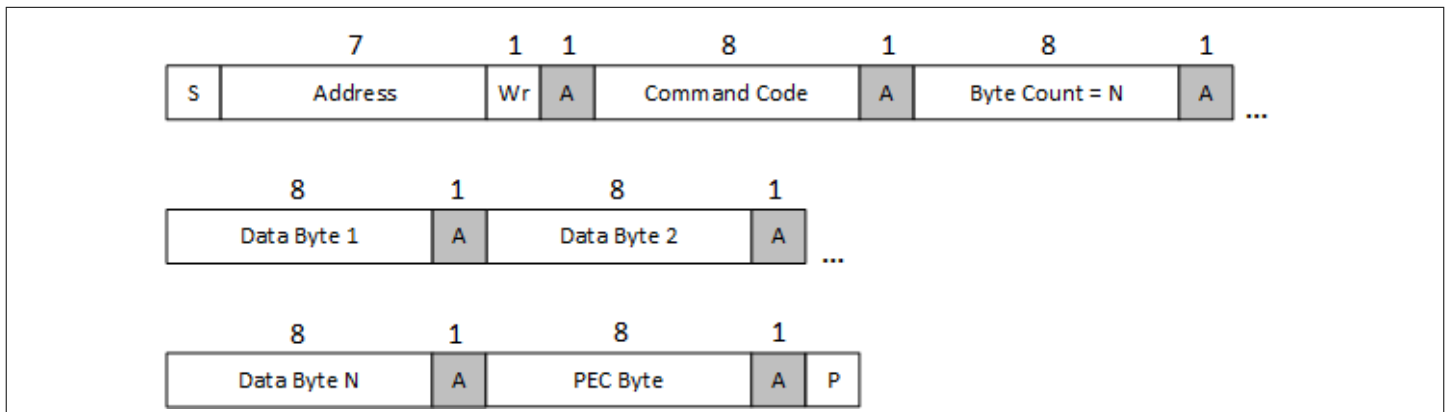 7 1 1 8 1 8 1
S Address Wr A Command Code A Byte Count = N A ...
8 1 8 1
Data Byte 1 A Data Byte 2 A ...
8 1 8 1
Data Byte N A PEC Byte A P